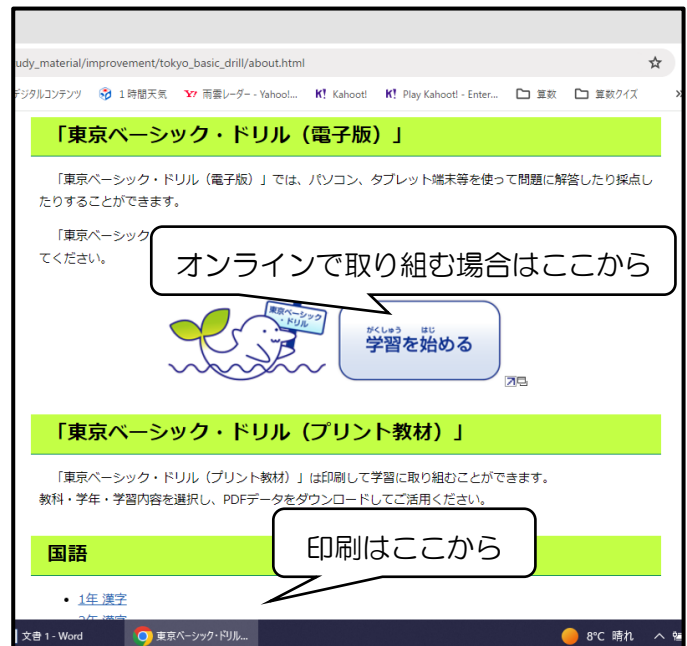 udy_material/improvement/tokyo_basic_drill/about.html
デジタルコンテンツ 1時間天気 雨雲レーダー - Yahoo!... Kahoot! Play Kahoot! - Enter... 算数 算数クイズ
「東京ベーシック・ドリル（電子版）」
「東京ベーシック・ドリル（電子版）」では、パソコン、タブレット端末等を使って問題に解答したり採点し
たりすることができます。
「東京ベーシック
てください。
オンラインで取り組む場合はここから
東京ベーシック
・ドリル
がくしゅう はじ
学習を始める
「東京ベーシック・ドリル（プリント教材）」
「東京ベーシック・ドリル（プリント教材）」は印刷して学習に取り組むことができます。
教科・学年・学習内容を選択し、PDFデータをダウンロードしてご活用ください。
印刷はここから
国語
1年 漢字
文書 1 - Word 東京ベーシック・ドリル... 8°C 晴れ